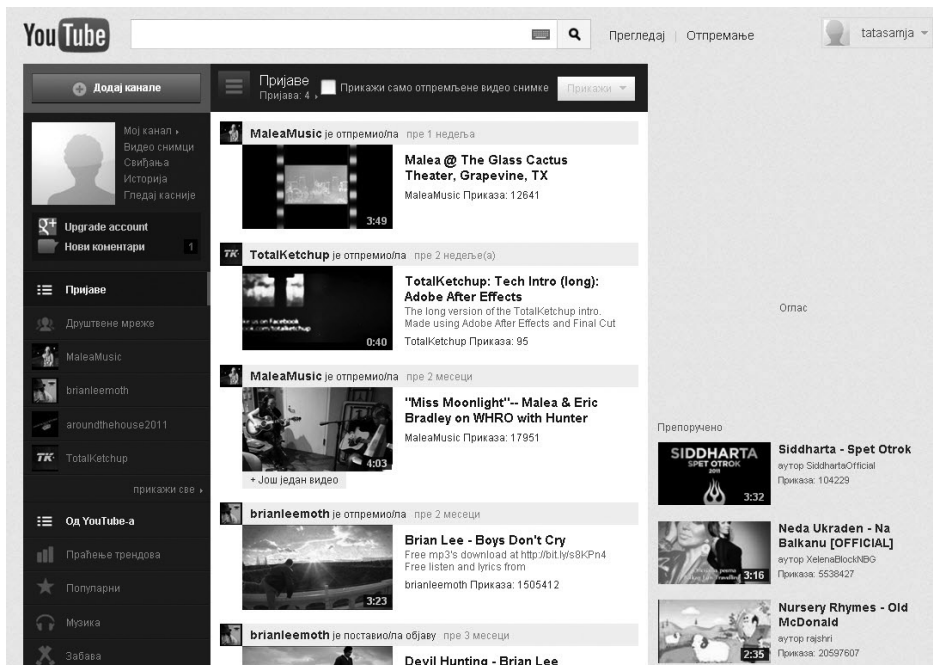 YouTube
Прегледај | Отпремање
tatasamja
Додај канале
Мој канал
Видео снимци
Свиђања
Историја
Гледај касније
Upgrade account
Нови коментари 1
Пријаве
Друштвене мреже
MaleaMusic
brianleemoth
aroundthehouse2011
TotalKetchup
прикажи све
Од YouTube-а
Праћење трендова
Популарни
Музика
Забава
Пријаве
Пријава: 4
Прикажи само отпремљене видео снимке
Прикажи
MaleaMusic је отпремио/ла пре 1 недеља
3:49
Malea @ The Glass Cactus
Theater, Grapevine, TX
MaleaMusic Приказа: 12641
TK
TotalKetchup је отпремио/ла пре 2 недеље(а)
0:40
TotalKetchup: Tech Intro (long):
Adobe After Effects
The long version of the TotalKetchup intro.
Made using Adobe After Effects and Final Cut
TotalKetchup Приказа: 95
MaleaMusic је отпремио/ла пре 2 месеци
4:03
"Miss Moonlight"-- Malea & Eric
Bradley on WHRO with Hunter
MaleaMusic Приказа: 17951
+ Још један видео
brianleemoth је отпремио/ла пре 2 месеци
3:23
Brian Lee - Boys Don't Cry
Free mp3's download at http://bit.ly/s8KPn4
Free listen and lyrics from
brianleemoth Приказа: 1505412
brianleemoth је поставио/ла објаву пре 3 месеци
Devil Hunting - Brian Lee
Оглас
Препоручено
SIDDHARTA
SPET OTROK
2011
3:32
Siddharta - Spet Otrok
аутор SiddhartaOfficial
Приказа: 104229
3:16
Neda Ukraden - Na
Balkanu [OFFICIAL]
аутор XelenaBlockNBG
Приказа: 5538427
2:35
Nursery Rhymes - Old
McDonald
аутор rajshri
Приказа: 20597607